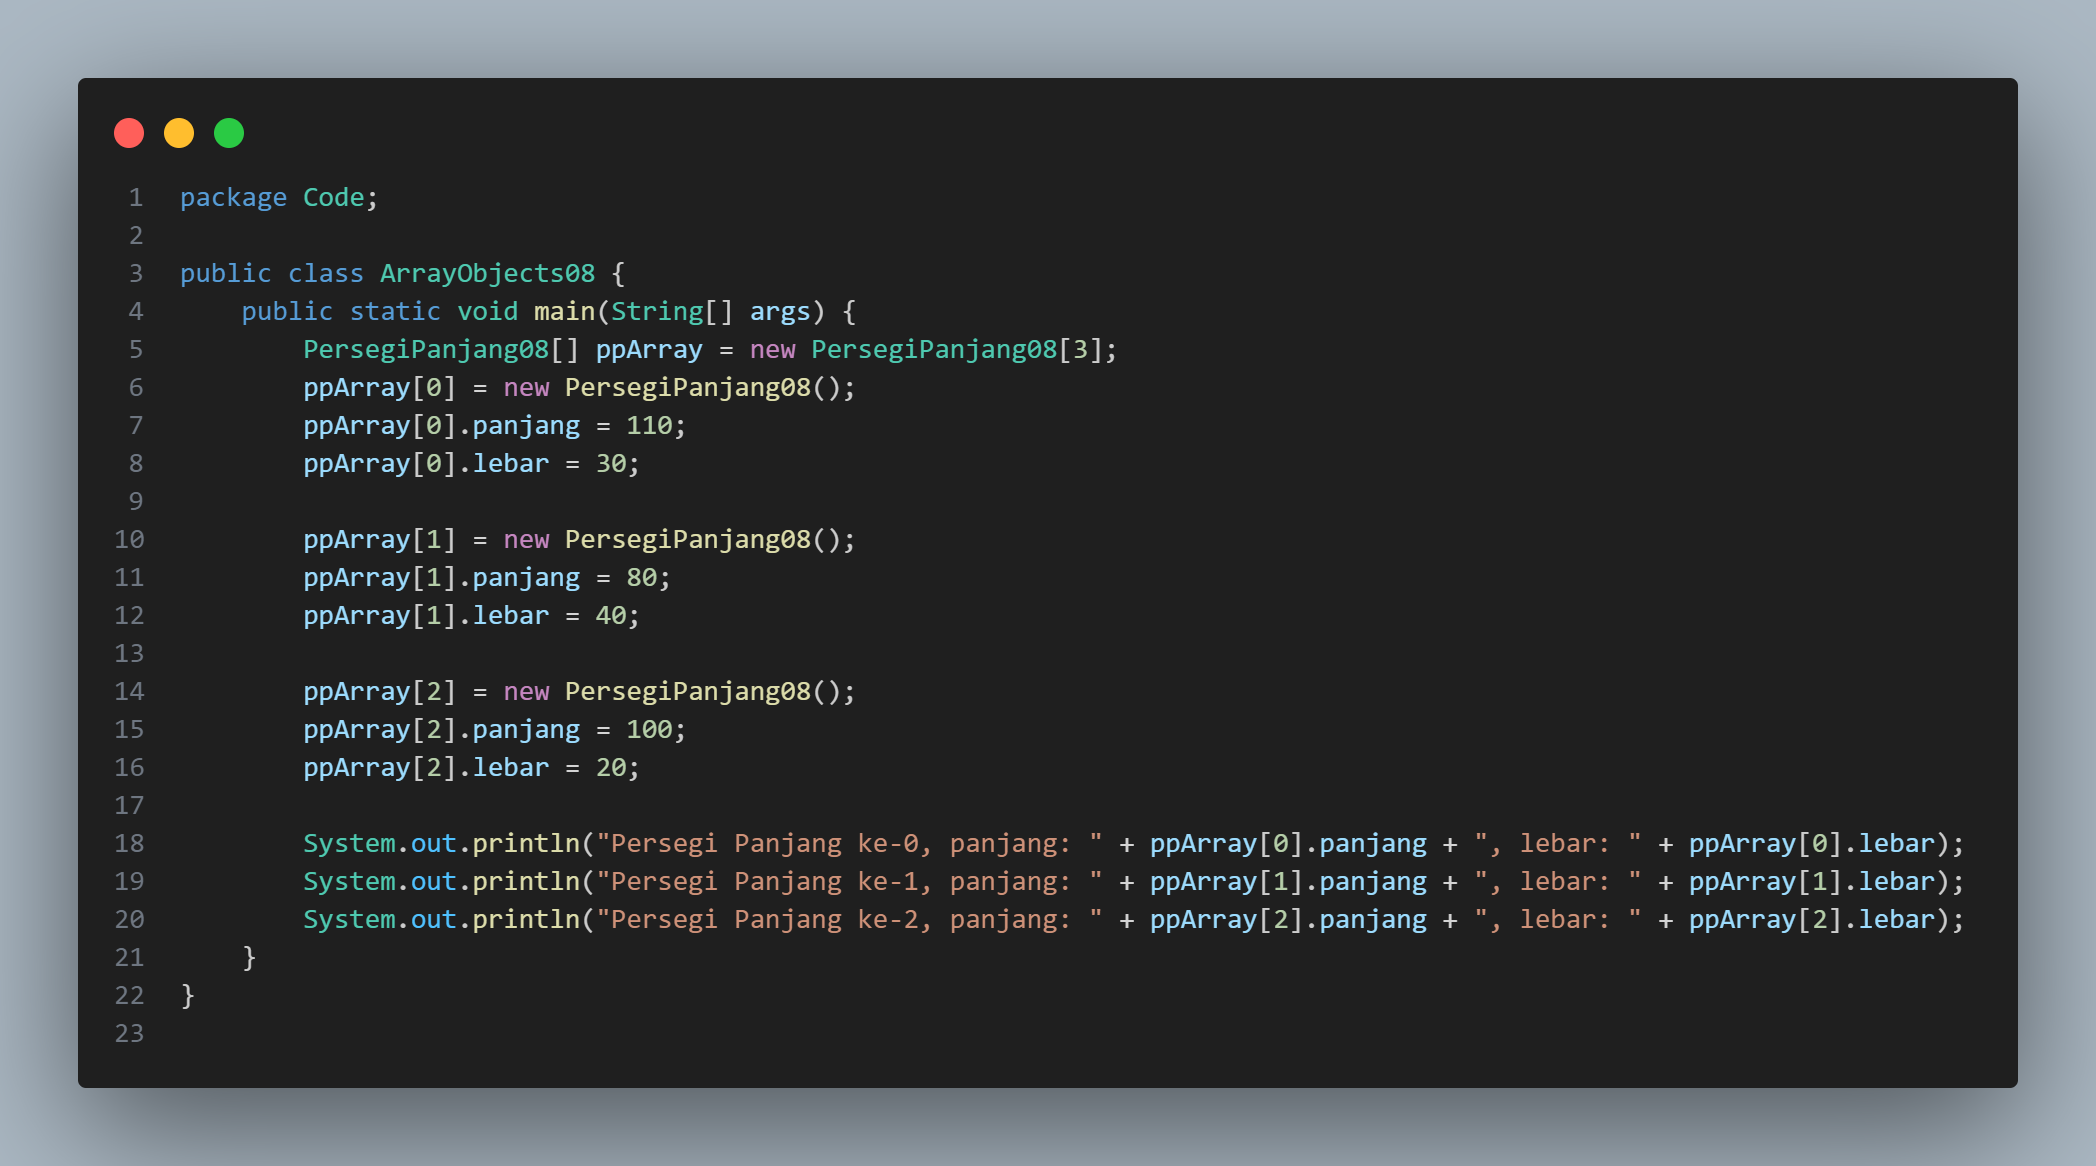 1 package Code;
2
3 public class ArrayObjects08 {
4     public static void main(String[] args) {
5         PersegiPanjang08[] ppArray = new PersegiPanjang08[3];
6         ppArray[0] = new PersegiPanjang08();
7         ppArray[0].panjang = 110;
8         ppArray[0].lebar = 30;
9
10         ppArray[1] = new PersegiPanjang08();
11         ppArray[1].panjang = 80;
12         ppArray[1].lebar = 40;
13
14         ppArray[2] = new PersegiPanjang08();
15         ppArray[2].panjang = 100;
16         ppArray[2].lebar = 20;
17
18         System.out.println("Persegi Panjang ke-0, panjang: " + ppArray[0].panjang + ", lebar: " + ppArray[0].lebar);
19         System.out.println("Persegi Panjang ke-1, panjang: " + ppArray[1].panjang + ", lebar: " + ppArray[1].lebar);
20         System.out.println("Persegi Panjang ke-2, panjang: " + ppArray[2].panjang + ", lebar: " + ppArray[2].lebar);
21     }
22 }
23